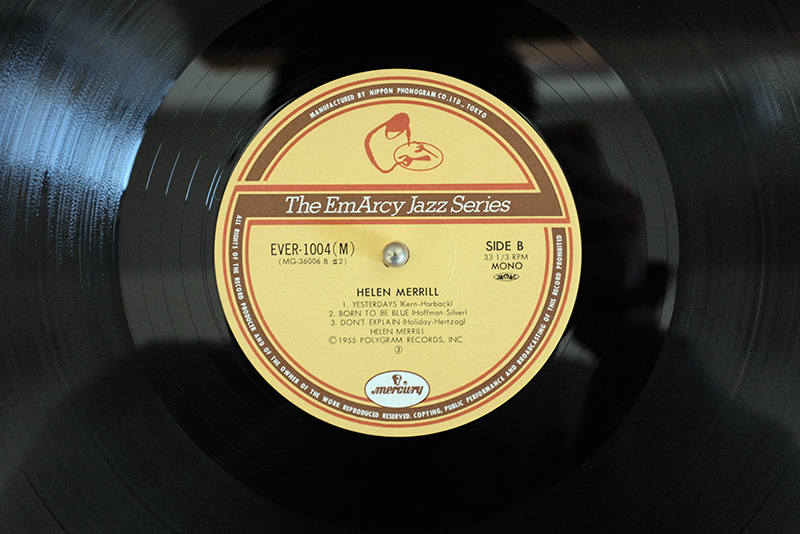 MANUFACTURED BY NIPPON PHONOGRAM CO. LTD., TOKYO
The EmArcy Jazz Series
EVER-1004(M)
(MG-36006 B ♯2)
SIDE B
33 1/3 RPM
MONO
HELEN MERRILL
1. YESTERDAYS (Kern-Harback)
2. BORN TO BE BLUE (Hoffman-Silver)
3. DON'T EXPLAIN (Holiday-Hertzog)
HELEN MERRILL
Ⓒ1955 POLYGRAM RECORDS, INC.
③
mercury
ALL RIGHTS OF THE RECORD PRODUCER AND OF THE OWNER OF THE WORK REPRODUCED RESERVED. COPYING, PUBLIC PERFORMANCE AND BROADCASTING OF THIS RECORD PROHIBITED